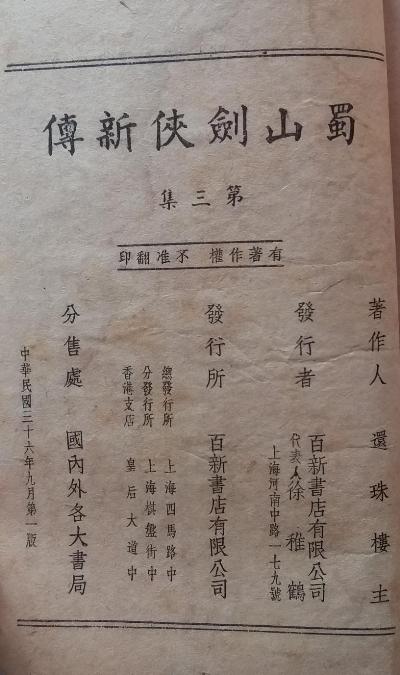 蜀山劍俠新傳
第三集
有著作權 不准翻印
著作人 還珠樓主
發行者 百新書店有限公司
代表人徐稚鶴
上海河南中路一七九號
發行所 百新書店有限公司
總發行所 上海四馬路中
分發行所 上海棋盤街中
香港支店 皇后大道中
分售處 國內外各大書局
中華民國三十六年九月第一版